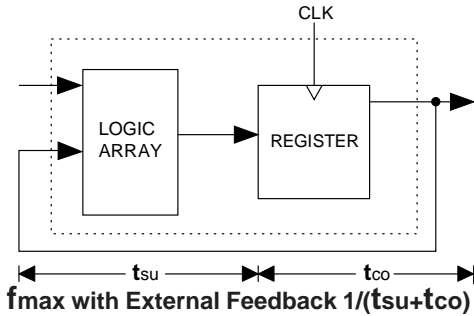 CLK
LOGIC
ARRAY
REGISTER
tsu
tco
fmax with External Feedback 1/(tsu+tco)